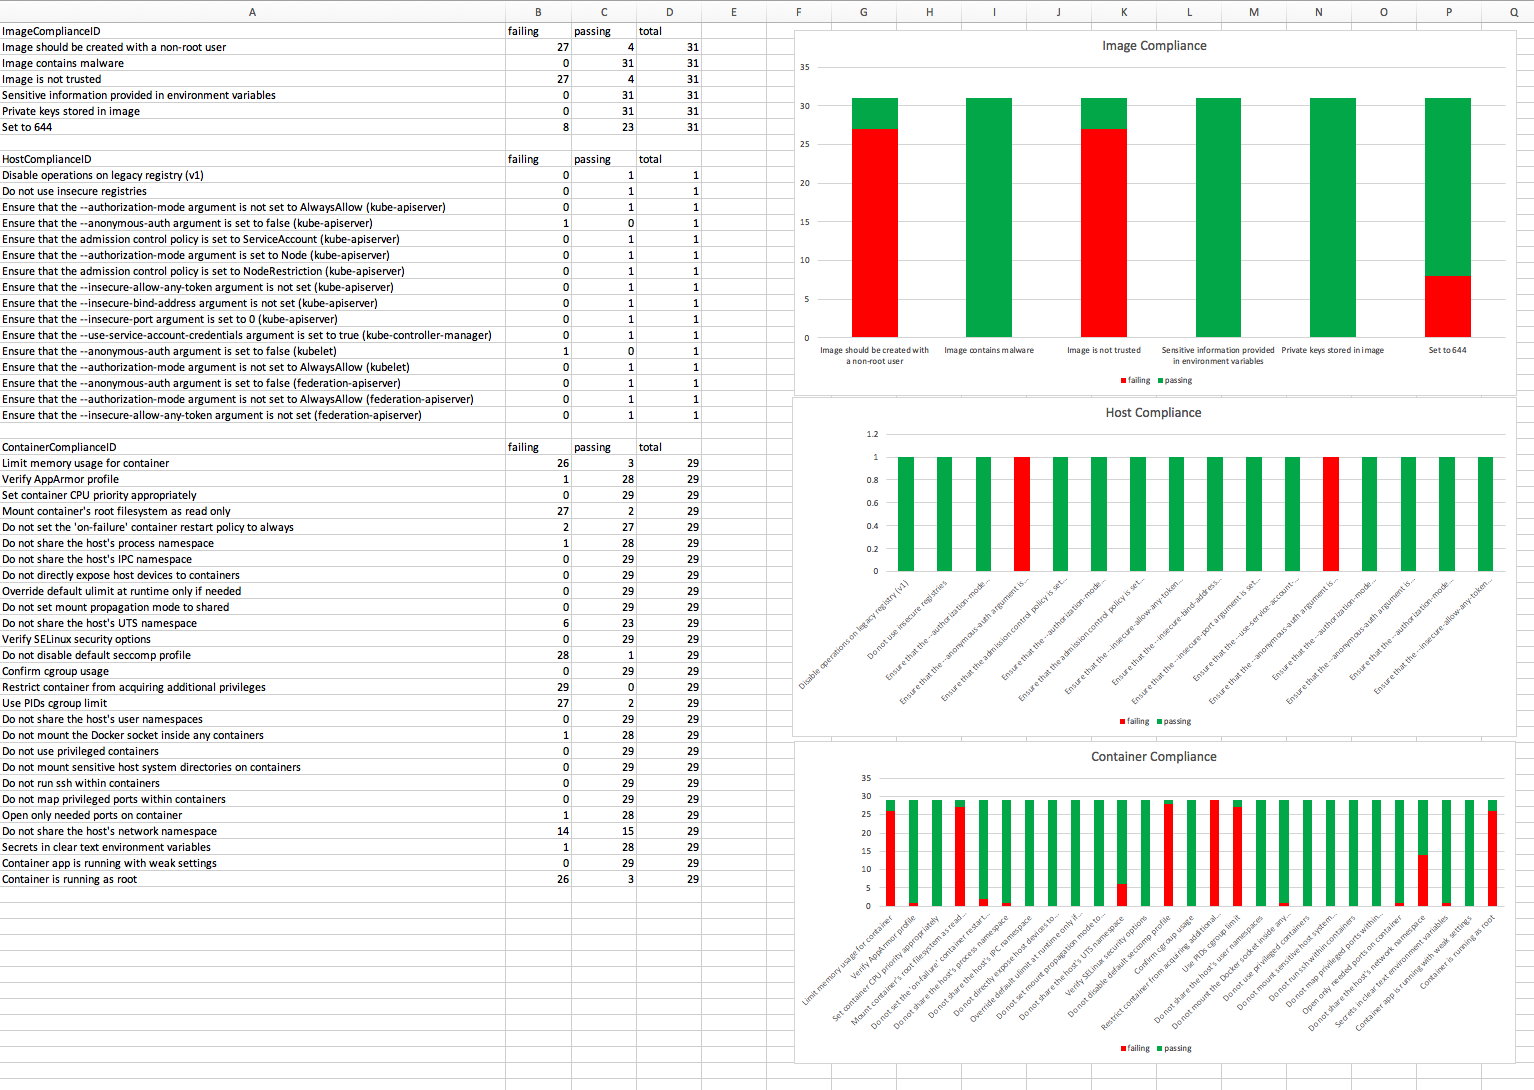 A B C D E F G H I J K L M N O P Q
ImageComplianceID failing passing total
Image should be created with a non-root user 27 4 31
Image contains malware 0 31 31
Image is not trusted 27 4 31
Sensitive information provided in environment variables 0 31 31
Private keys stored in image 0 31 31
Set to 644 8 23 31
HostComplianceID failing passing total
Disable operations on legacy registry (v1) 0 1 1
Do not use insecure registries 0 1 1
Ensure that the --authorization-mode argument is not set to AlwaysAllow (kube-apiserver) 0 1 1
Ensure that the --anonymous-auth argument is set to false (kube-apiserver) 1 0 1
Ensure that the admission control policy is set to ServiceAccount (kube-apiserver) 0 1 1
Ensure that the --authorization-mode argument is set to Node (kube-apiserver) 0 1 1
Ensure that the admission control policy is set to NodeRestriction (kube-apiserver) 0 1 1
Ensure that the --insecure-allow-any-token argument is not set (kube-apiserver) 0 1 1
Ensure that the --insecure-bind-address argument is not set (kube-apiserver) 0 1 1
Ensure that the --insecure-port argument is set to 0 (kube-apiserver) 0 1 1
Ensure that the --use-service-account-credentials argument is set to true (kube-controller-manager) 0 1 1
Ensure that the --anonymous-auth argument is set to false (kubelet) 1 0 1
Ensure that the --authorization-mode argument is not set to AlwaysAllow (kubelet) 0 1 1
Ensure that the --anonymous-auth argument is set to false (federation-apiserver) 0 1 1
Ensure that the --authorization-mode argument is not set to AlwaysAllow (federation-apiserver) 0 1 1
Ensure that the --insecure-allow-any-token argument is not set (federation-apiserver) 0 1 1
ContainerComplianceID failing passing total
Limit memory usage for container 26 3 29
Verify AppArmor profile 1 28 29
Set container CPU priority appropriately 0 29 29
Mount container's root filesystem as read only 27 2 29
Do not set the 'on-failure' container restart policy to always 2 27 29
Do not share the host's process namespace 1 28 29
Do not share the host's IPC namespace 0 29 29
Do not directly expose host devices to containers 0 29 29
Override default ulimit at runtime only if needed 0 29 29
Do not set mount propagation mode to shared 0 29 29
Do not share the host's UTS namespace 6 23 29
Verify SELinux security options 0 29 29
Do not disable default seccomp profile 28 1 29
Confirm cgroup usage 0 29 29
Restrict container from acquiring additional privileges 29 0 29
Use PIDs cgroup limit 27 2 29
Do not share the host's user namespaces 0 29 29
Do not mount the Docker socket inside any containers 1 28 29
Do not use privileged containers 0 29 29
Do not mount sensitive host system directories on containers 0 29 29
Do not run ssh within containers 0 29 29
Do not map privileged ports within containers 0 29 29
Open only needed ports on container 1 28 29
Do not share the host's network namespace 14 15 29
Secrets in clear text environment variables 1 28 29
Container app is running with weak settings 0 29 29
Container is running as root 26 3 29
Image Compliance
35
30
25
20
15
10
5
0
Image should be created with a non-root user
Image contains malware
Image is not trusted
Sensitive information provided in environment variables
Private keys stored in image
Set to 644
failing passing
Host Compliance
1.2
1
0.8
0.6
0.4
0.2
0
Disable operations on legacy registry (v1)
Do not use insecure registries
Ensure that the --authorization-mode...
Ensure that the --anonymous-auth argument is...
Ensure that the admission control policy is set...
Ensure that the --authorization-mode...
Ensure that the admission control policy is set...
Ensure that the --insecure-allow-any-token...
Ensure that the --insecure-bind-address...
Ensure that the --insecure-port argument is set...
Ensure that the --use-service-account-...
Ensure that the --anonymous-auth argument is...
Ensure that the --authorization-mode...
Ensure that the --anonymous-auth argument is...
Ensure that the --authorization-mode...
Ensure that the --insecure-allow-any-token...
failing passing
Container Compliance
35
30
25
20
15
10
5
0
Limit memory usage for container
Verify AppArmor profile
Set container CPU priority appropriately
Mount container's root filesystem as read...
Do not set the 'on-failure' container restart...
Do not share the host's process namespace
Do not share the host's IPC namespace
Do not directly expose host devices to...
Override default ulimit at runtime only if...
Do not set mount propagation mode to...
Do not share the host's UTS namespace
Verify SELinux security options
Do not disable default seccomp profile
Confirm cgroup usage
Restrict container from acquiring additional...
Use PIDs cgroup limit
Do not share the host's user namespaces
Do not mount the Docker socket inside any...
Do not use privileged containers
Do not mount sensitive host system...
Do not run ssh within containers
Do not map privileged ports within...
Open only needed ports on container
Do not share the host's network namespace
Secrets in clear text environment variables
Container app is running with weak settings
Container is running as root
failing passing